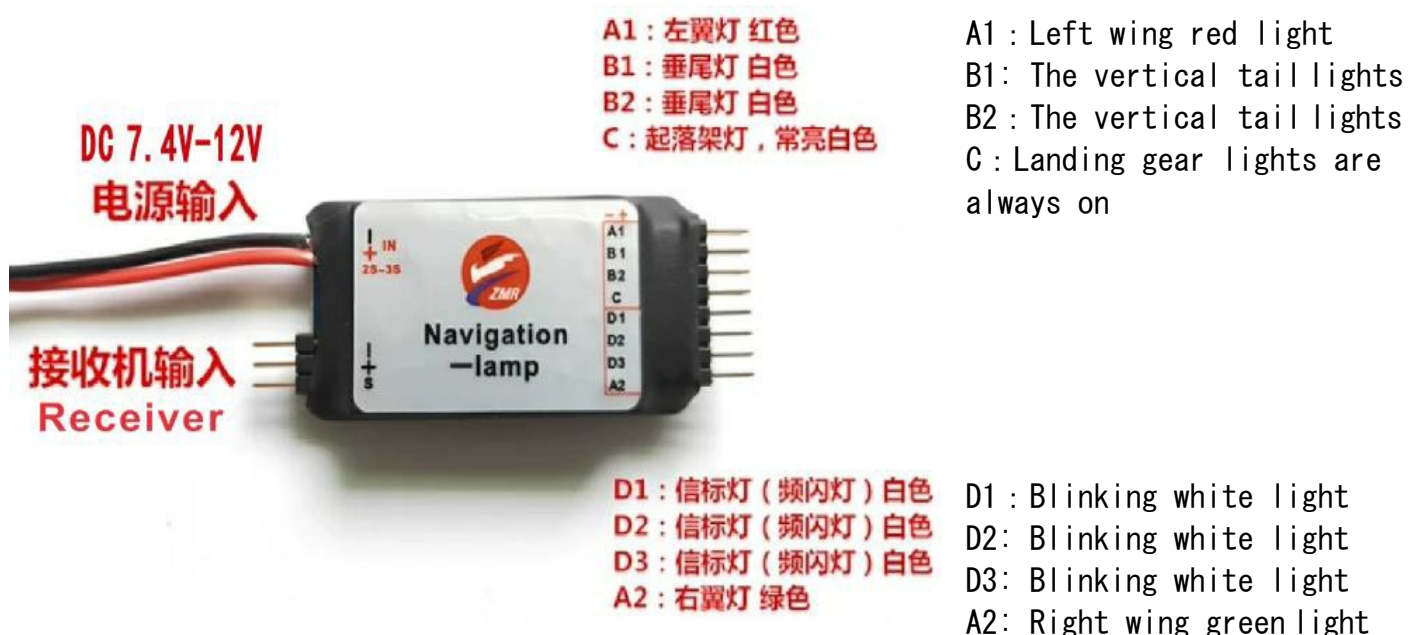 A1：左翼灯 红色
B1：垂尾灯 白色
B2：垂尾灯 白色
C：起落架灯，常亮白色
A1：Left wing red light
B1: The vertical tail lights
B2：The vertical tail lights
C：Landing gear lights are
always on
DC 7.4V-12V
电源输入
接收机输入
Receiver
− +
IN
2S-3S
ZMR
Navigation
—lamp
− + S
A1
B1
B2
C
D1
D2
D3
A2
D1：信标灯（频闪灯）白色
D2：信标灯（频闪灯）白色
D3：信标灯（频闪灯）白色
A2：右翼灯 绿色
D1：Blinking white light
D2: Blinking white light
D3: Blinking white light
A2: Right wing green light